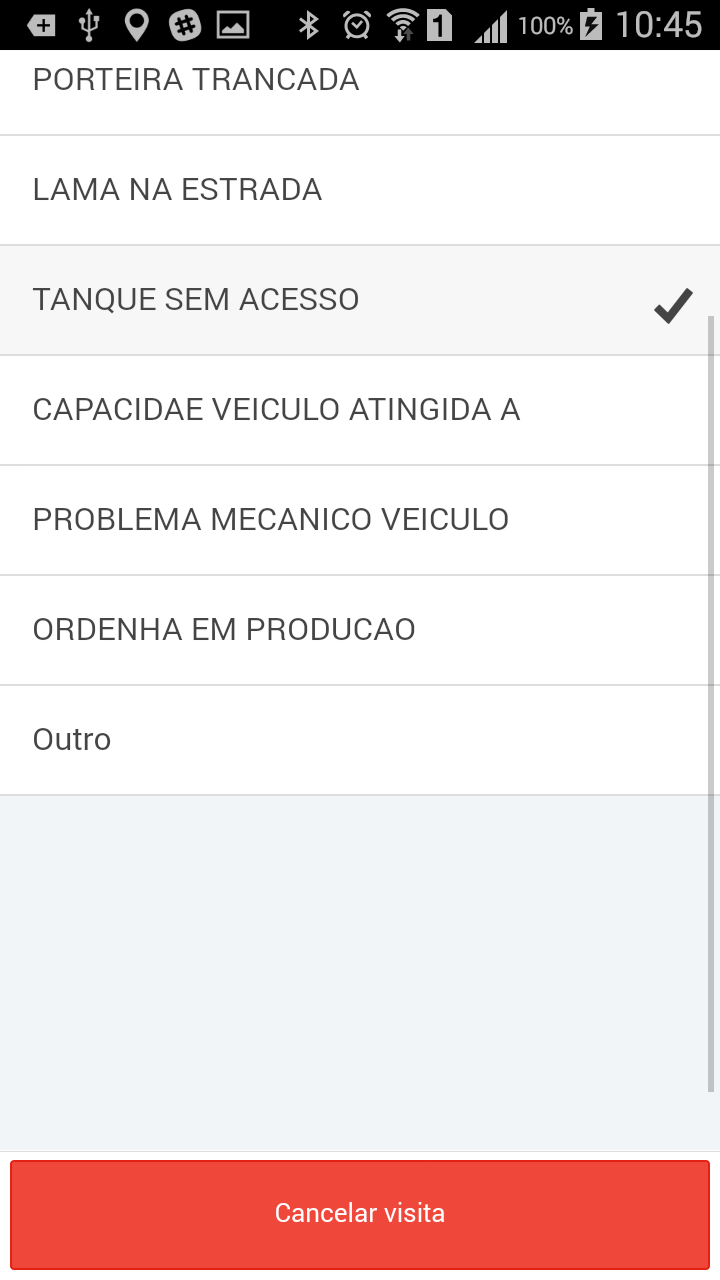 1 100% 10:45
PORTEIRA TRANCADA
LAMA NA ESTRADA
TANQUE SEM ACESSO
CAPACIDAE VEICULO ATINGIDA A
PROBLEMA MECANICO VEICULO
ORDENHA EM PRODUCAO
Outro
Cancelar visita